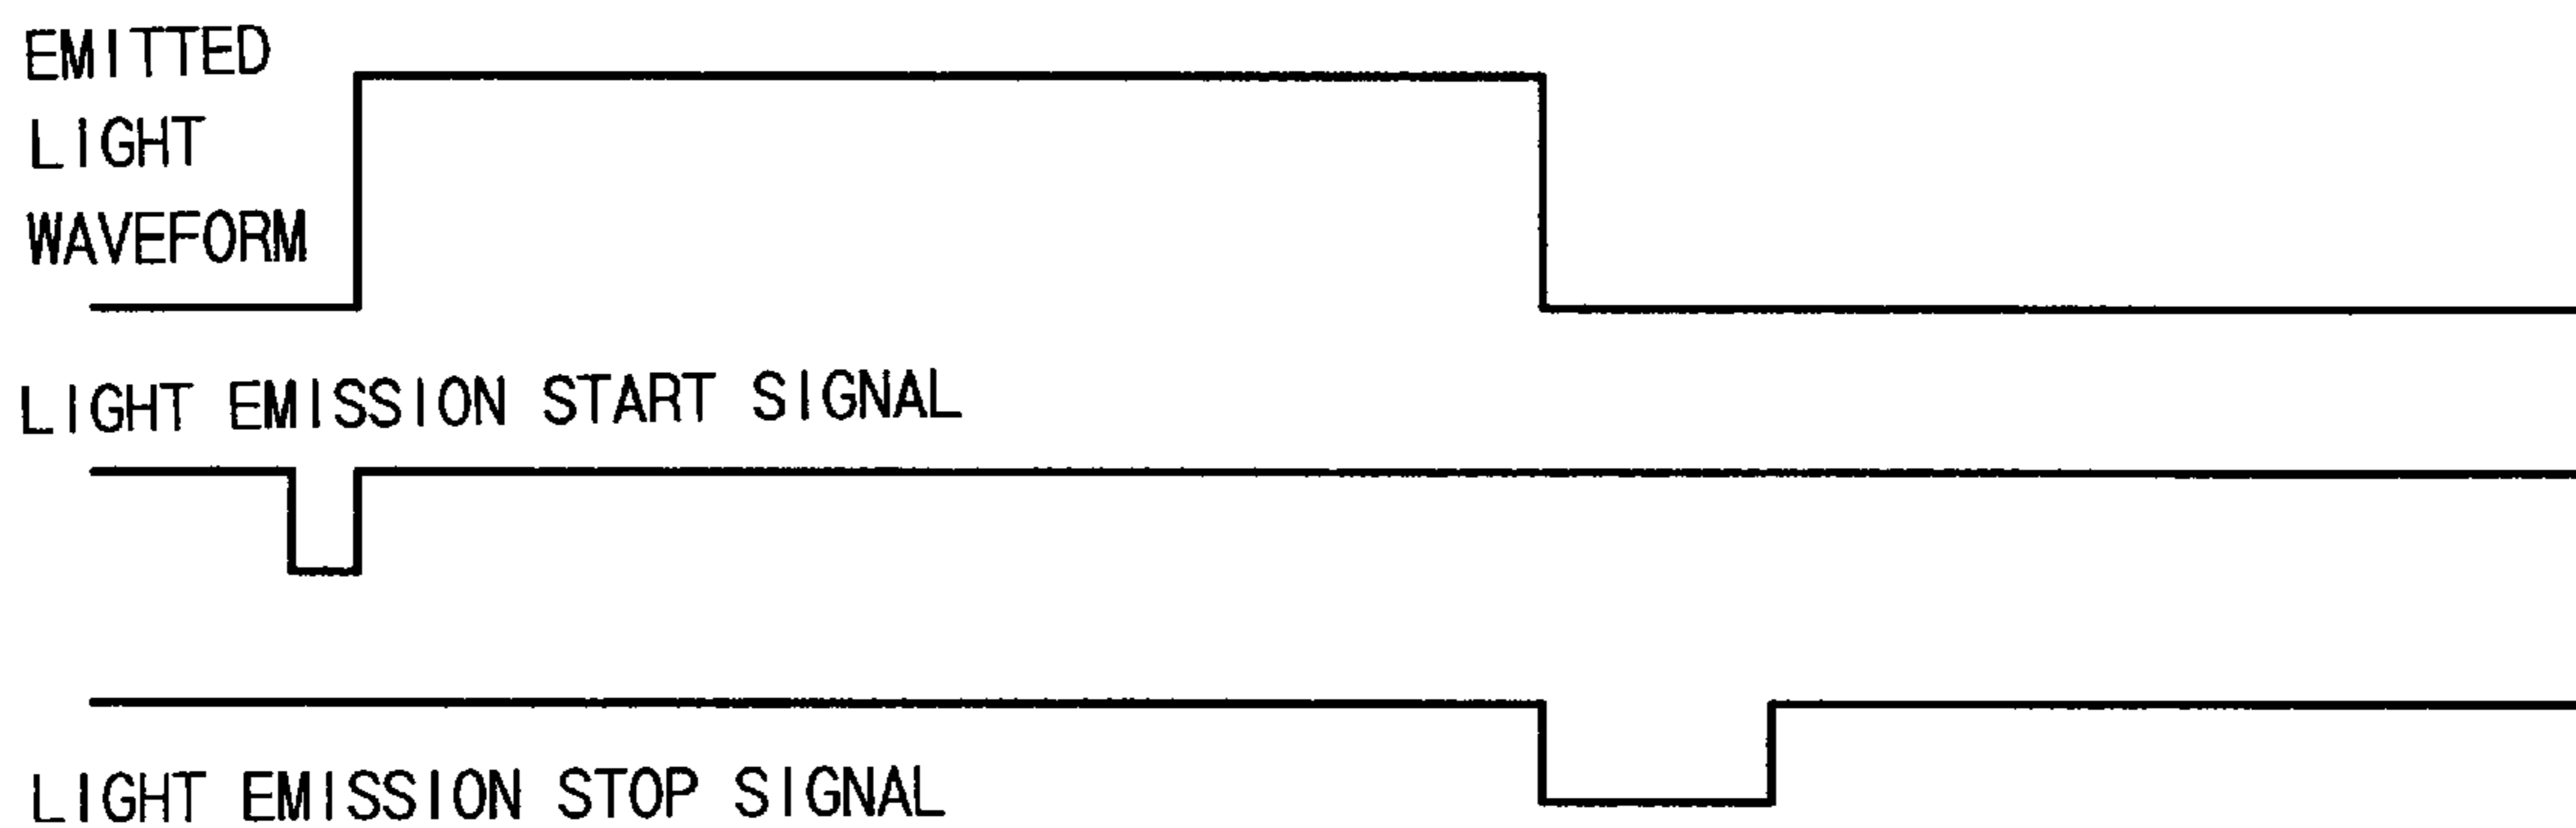 EMITTED
LIGHT
WAVEFORM
LIGHT EMISSION START SIGNAL
LIGHT EMISSION STOP SIGNAL